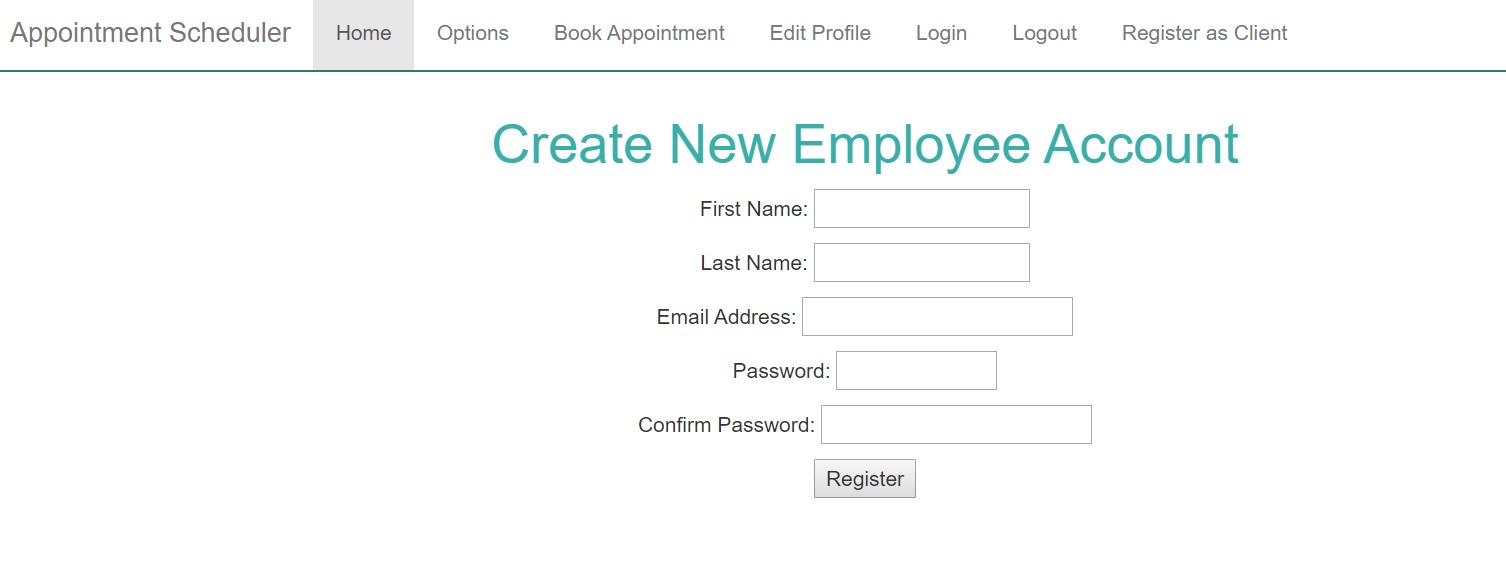 Appointment Scheduler Home Options Book Appointment Edit Profile Login Logout Register as Client
Create New Employee Account
First Name:
Last Name:
Email Address:
Password:
Confirm Password:
Register